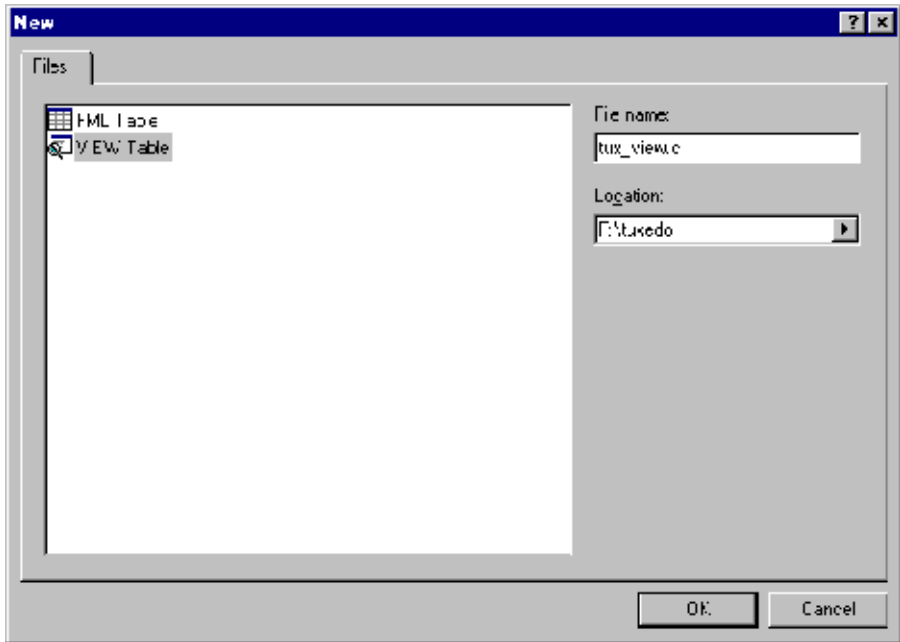 New
Files
FML Table
VIEW Table
File name:
tux_view.c
Location:
tuxedo
OK
Cancel